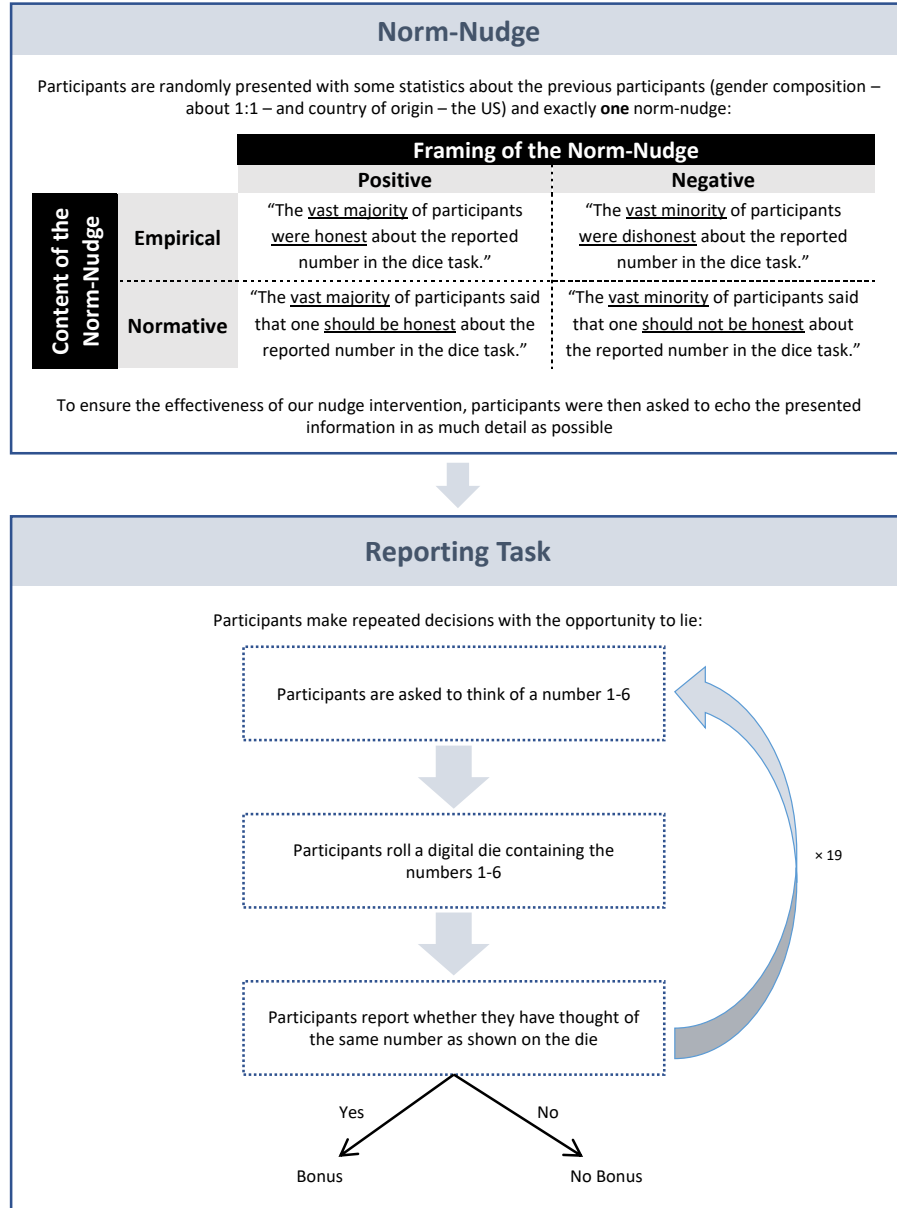 Norm-Nudge
Participants are randomly presented with some statistics about the previous participants (gender composition –
about 1:1 – and country of origin – the US) and exactly one norm-nudge:
Framing of the Norm-Nudge
Positive
Negative
Content of the
Norm-Nudge
Empirical
“The vast majority of participants
were honest about the reported
number in the dice task.”
“The vast minority of participants
were dishonest about the reported
number in the dice task.”
Normative
“The vast majority of participants said
that one should be honest about the
reported number in the dice task.”
“The vast minority of participants said
that one should not be honest about
the reported number in the dice task.”
To ensure the effectiveness of our nudge intervention, participants were then asked to echo the presented
information in as much detail as possible
Reporting Task
Participants make repeated decisions with the opportunity to lie:
Participants are asked to think of a number 1-6
Participants roll a digital die containing the
numbers 1-6
× 19
Participants report whether they have thought of
the same number as shown on the die
Yes
No
Bonus
No Bonus